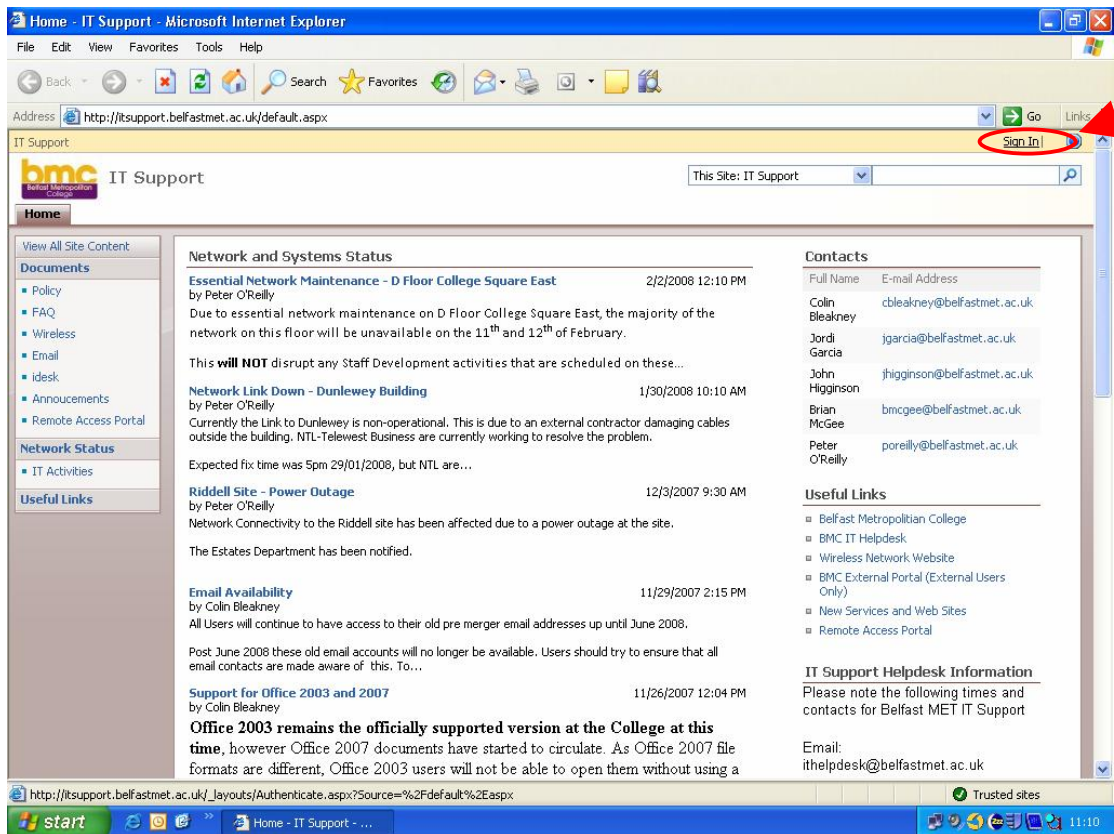 Home - IT Support - Microsoft Internet Explorer
File Edit View Favorites Tools Help
Back Search Favorites
Address http://itsupport.belfastmet.ac.uk/default.aspx Go Links
IT Support Sign In
bmc
Belfast Metropolitan
College
IT Support
This Site: IT Support
Home
View All Site Content
Documents
Policy
FAQ
Wireless
Email
idesk
Annoucements
Remote Access Portal
Network Status
IT Activities
Useful Links
Network and Systems Status
Essential Network Maintenance - D Floor College Square East 2/2/2008 12:10 PM
by Peter O'Reilly
Due to essential network maintenance on D Floor College Square East, the majority of the
network on this floor will be unavailable on the 11th and 12th of February.
This will NOT disrupt any Staff Development activities that are scheduled on these...
Network Link Down - Dunlewey Building 1/30/2008 10:10 AM
by Peter O'Reilly
Currently the Link to Dunlewey is non-operational. This is due to an external contractor damaging cables
outside the building. NTL-Telewest Business are currently working to resolve the problem.
Expected fix time was 5pm 29/01/2008, but NTL are...
Riddell Site - Power Outage 12/3/2007 9:30 AM
by Peter O'Reilly
Network Connectivity to the Riddell site has been affected due to a power outage at the site.
The Estates Department has been notified.
Email Availability 11/29/2007 2:15 PM
by Colin Bleakney
All Users will continue to have access to their old pre merger email addresses up until June 2008.
Post June 2008 these old email accounts will no longer be available. Users should try to ensure that all
email contacts are made aware of this. To...
Support for Office 2003 and 2007 11/26/2007 12:04 PM
by Colin Bleakney
Office 2003 remains the officially supported version at the College at this
time, however Office 2007 documents have started to circulate. As Office 2007 file
formats are different, Office 2003 users will not be able to open them without using a
Contacts
Full Name E-mail Address
Colin cbleakney@belfastmet.ac.uk
Bleakney
Jordi jgarcia@belfastmet.ac.uk
Garcia
John jhigginson@belfastmet.ac.uk
Higginson
Brian bmcgee@belfastmet.ac.uk
McGee
Peter poreilly@belfastmet.ac.uk
O'Reilly
Useful Links
Belfast Metropolitian College
BMC IT Helpdesk
Wireless Network Website
BMC External Portal (External Users
Only)
New Services and Web Sites
Remote Access Portal
IT Support Helpdesk Information
Please note the following times and
contacts for Belfast MET IT Support
Email:
ithelpdesk@belfastmet.ac.uk
http://itsupport.belfastmet.ac.uk/_layouts/Authenticate.aspx?Source=%2Fdefault%2Easpx Trusted sites
start Home - IT Support - ... 11:10